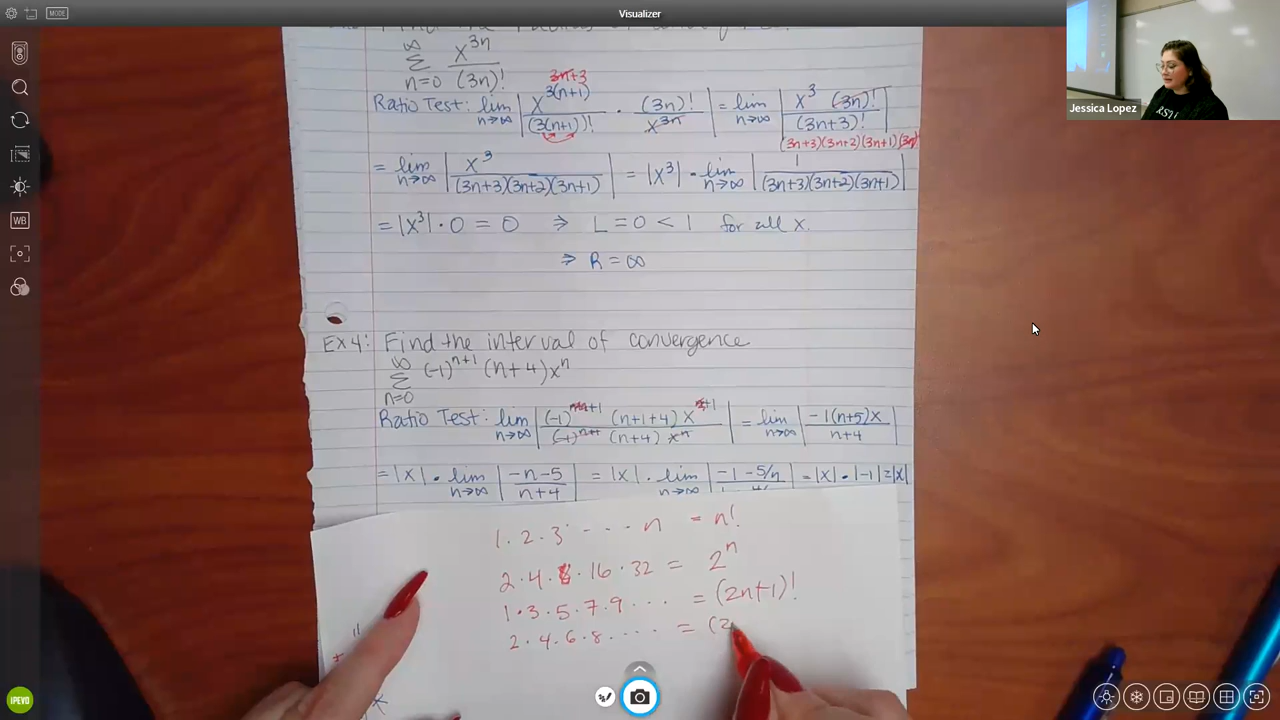 MODE
Visualizer
Jessica Lopez
∞
Σ x^{3n} / (3n)!
n=0
Ratio Test: lim n→∞ | x^{3(n+1)} 3n+3 / (3(n+1))! · (3n)! / x^{3n} | = lim n→∞ | x^3 (3n)! / (3n+3)! |
(3n+3)(3n+2)(3n+1)(3n)!
= lim n→∞ | x^3 / (3n+3)(3n+2)(3n+1) | = |x^3| · lim n→∞ | 1 / (3n+3)(3n+2)(3n+1) |
= |x^3| · 0 = 0 ⇒ L = 0 < 1 for all x.
⇒ R = ∞
Ex 4: Find the interval of convergence
∞
Σ (-1)^{n+1} (n+4) x^n
n=0
Ratio Test: lim n→∞ | (-1)^{n+1+1} (n+1+4) x^{n+1} / (-1)^{n+1} (n+4) x^n | = lim n→∞ | -1(n+5)x / n+4 |
= |x| · lim n→∞ | -n-5 / n+4 | = |x| · lim n→∞ | -1-5/n | = |x| · |-1| = |x|
1 · 2 · 3 · · · · n = n!
2 · 4 · 8 · 16 · 32 = 2^n
1 · 3 · 5 · 7 · 9 · · · = (2n+1)!
2 · 4 · 6 · 8 · · · · = (2
IPEVO